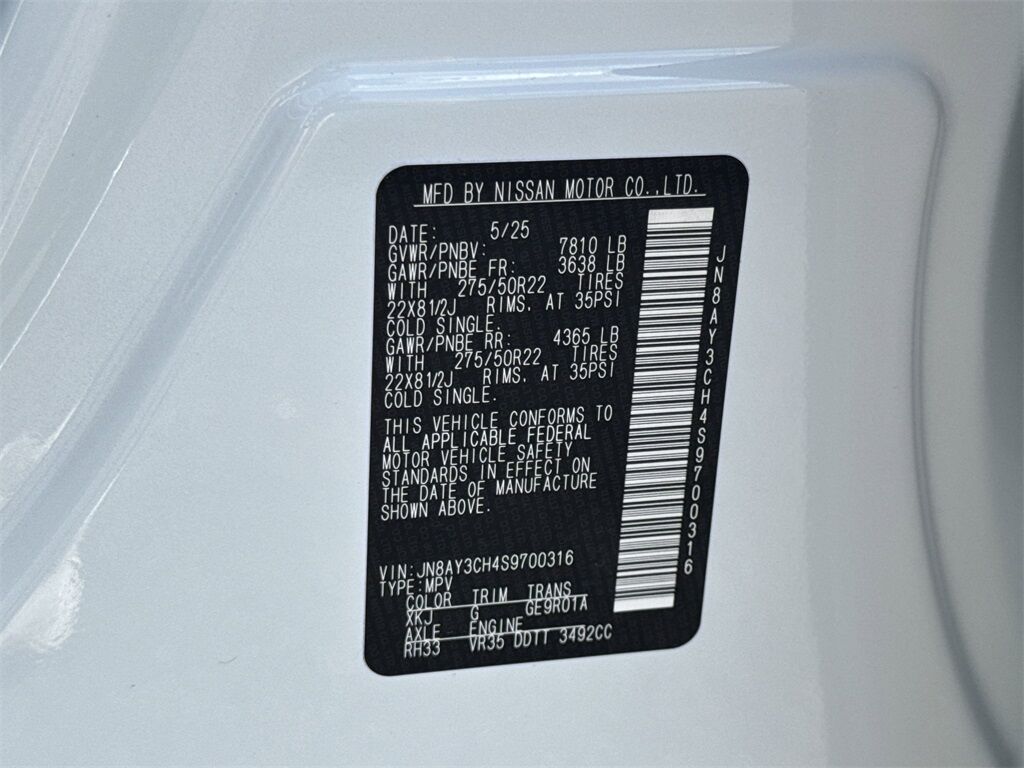 MFD BY NISSAN MOTOR CO.,LTD.
DATE: 5/25
GVWR/PNBV: 7810 LB
GAWR/PNBE FR: 3638 LB
WITH 275/50R22 TIRES
22X81/2J RIMS, AT 35PSI
COLD SINGLE.
GAWR/PNBE RR: 4365 LB
WITH 275/50R22 TIRES
22X81/2J RIMS, AT 35PSI
COLD SINGLE.
THIS VEHICLE CONFORMS TO
ALL APPLICABLE FEDERAL
MOTOR VEHICLE SAFETY
STANDARDS IN EFFECT ON
THE DATE OF MANUFACTURE
SHOWN ABOVE.
VIN:JN8AY3CH4S9700316
TYPE:MPV
COLOR TRIM TRANS
XKJ G GE9R01A
AXLE ENGINE
RH33 VR35 DDTT 3492CC
JN8AY3CH4S9700316